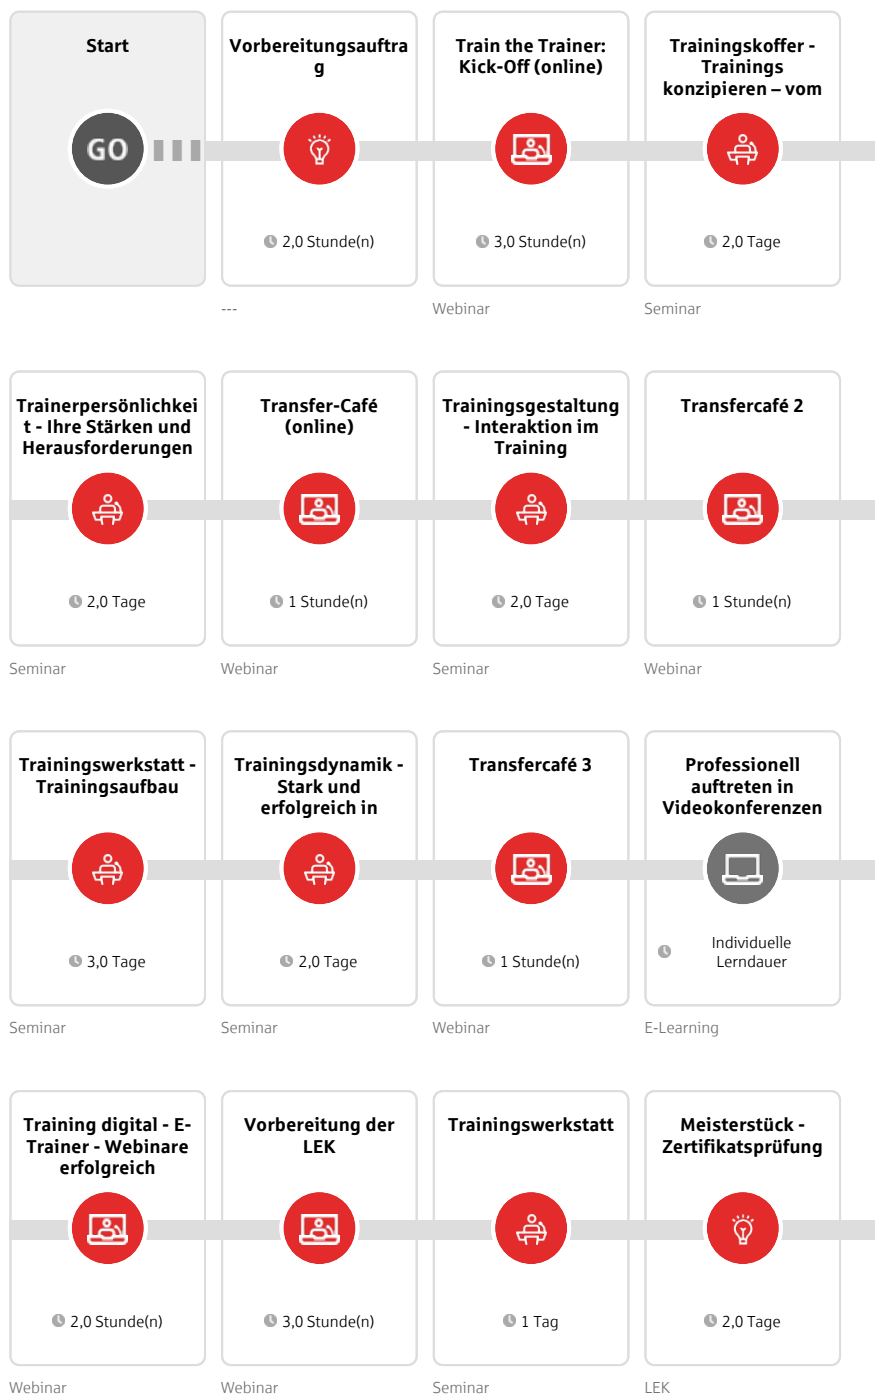 Start
GO
Vorbereitungsauftra
g
2,0 Stunde(n)
---
Train the Trainer:
Kick-Off (online)
3,0 Stunde(n)
Webinar
Trainingskoffer -
Trainings
konzipieren – vom
2,0 Tage
Seminar
Trainerpersönlichkei
t - Ihre Stärken und
Herausforderungen
2,0 Tage
Seminar
Transfer-Café
(online)
1 Stunde(n)
Webinar
Trainingsgestaltung
- Interaktion im
Training
2,0 Tage
Seminar
Transfercafé 2
1 Stunde(n)
Webinar
Trainingswerkstatt -
Trainingsaufbau
3,0 Tage
Seminar
Trainingsdynamik -
Stark und
erfolgreich in
2,0 Tage
Seminar
Transfercafé 3
1 Stunde(n)
Webinar
Professionell
auftreten in
Videokonferenzen
Individuelle
Lerndauer
E-Learning
Training digital - E-
Trainer - Webinare
erfolgreich
2,0 Stunde(n)
Webinar
Vorbereitung der
LEK
3,0 Stunde(n)
Webinar
Trainingswerkstatt
1 Tag
Seminar
Meisterstück -
Zertifikatsprüfung
2,0 Tage
LEK